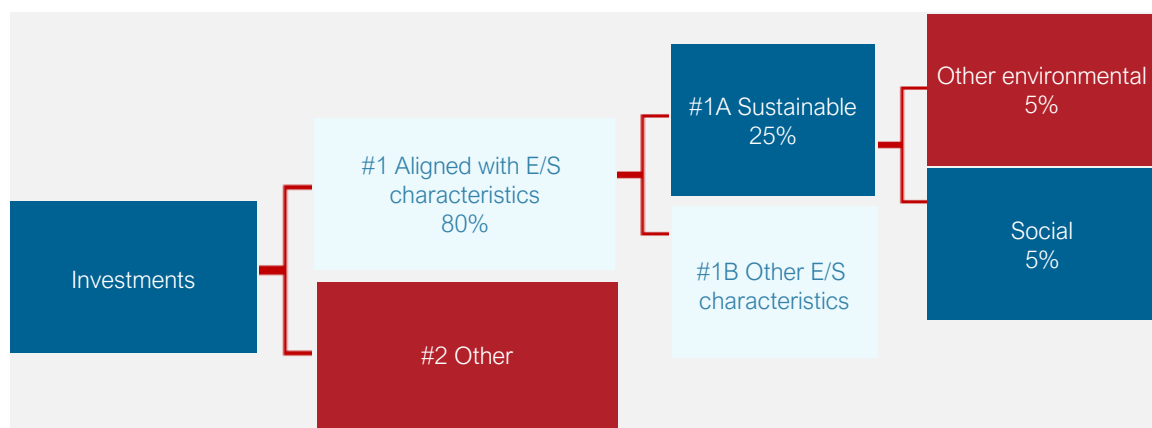 Investments
#1 Aligned with E/S
characteristics
80%
#2 Other
#1A Sustainable
25%
#1B Other E/S
characteristics
Other environmental
5%
Social
5%